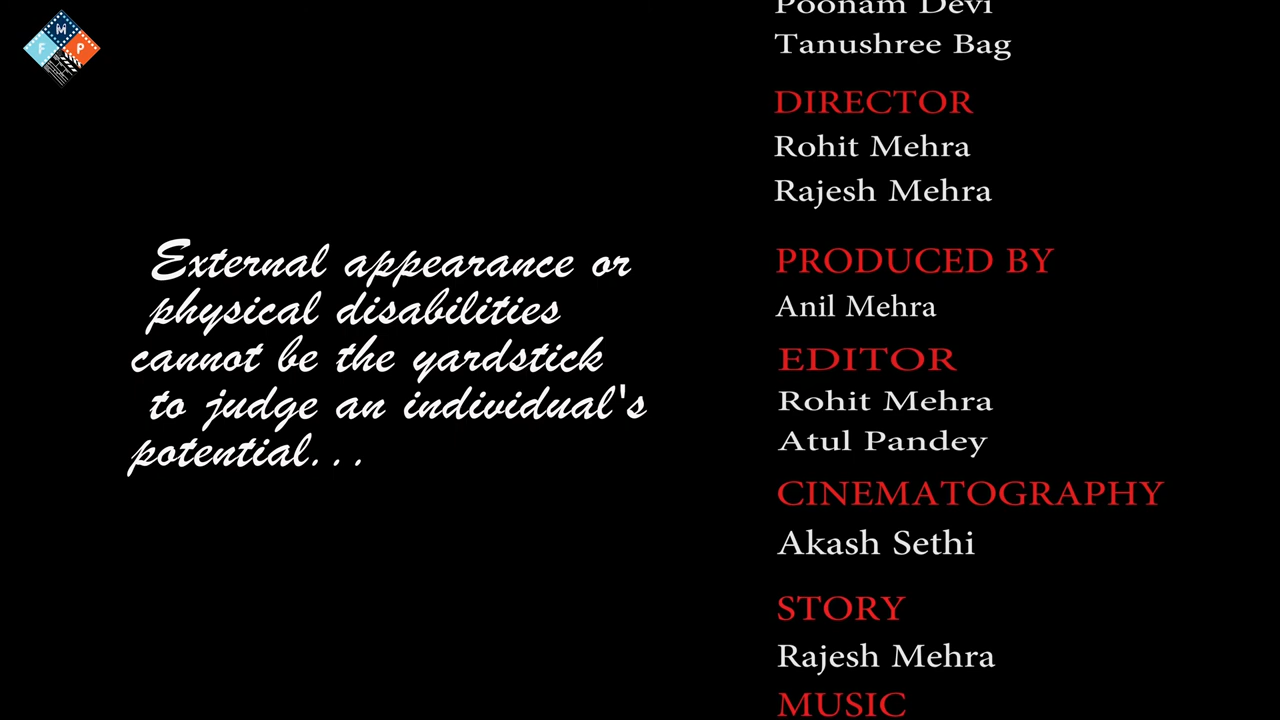 M
F P
External appearance or
physical disabilities
cannot be the yardstick
to judge an individual's
potential...
Poonam Devi
Tanushree Bag
DIRECTOR
Rohit Mehra
Rajesh Mehra
PRODUCED BY
Anil Mehra
EDITOR
Rohit Mehra
Atul Pandey
CINEMATOGRAPHY
Akash Sethi
STORY
Rajesh Mehra
MUSIC